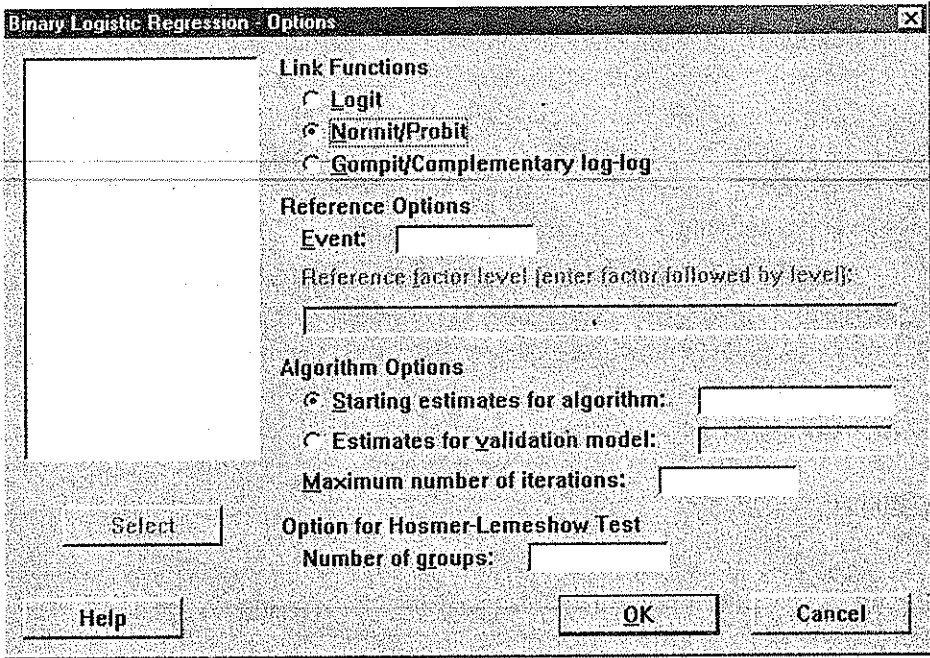 Binary Logistic Regression - Options
Link Functions
Logit
Normit/Probit
Gompit/Complementary log-log
Reference Options
Event:
Reference factor level [enter factor followed by level]:
Algorithm Options
Starting estimates for algorithm:
Estimates for validation model:
Maximum number of iterations:
Select
Option for Hosmer-Lemeshow Test
Number of groups:
Help
OK
Cancel